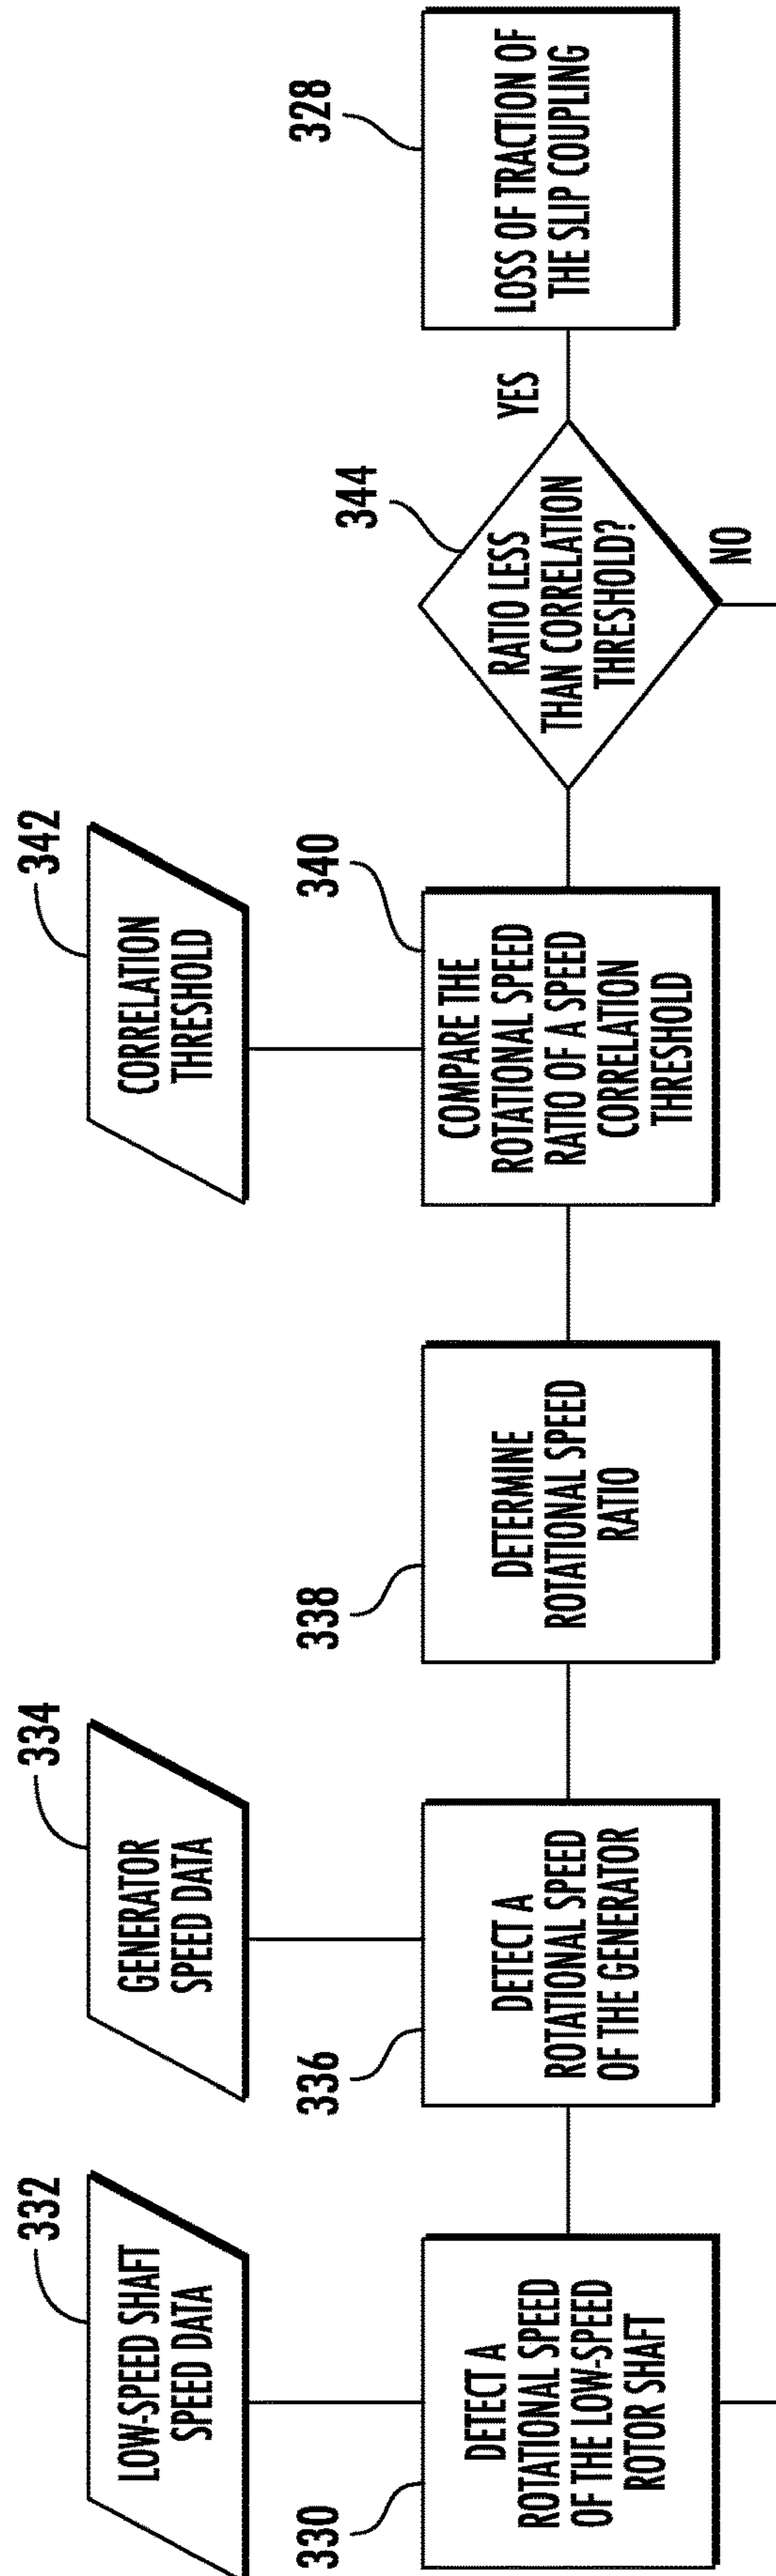 332
LOW-SPEED SHAFT
SPEED DATA
330
DETECT A
ROTATIONAL SPEED
OF THE LOW-SPEED
ROTOR SHAFT
334
GENERATOR
SPEED DATA
336
DETECT A
ROTATIONAL SPEED
OF THE GENERATOR
338
DETERMINE
ROTATIONAL SPEED
RATIO
342
CORRELATION
THRESHOLD
340
COMPARE THE
ROTATIONAL SPEED
RATIO OF A SPEED
CORRELATION
THRESHOLD
344
RATIO LESS
THAN CORRELATION
THRESHOLD?
YES
NO
328
LOSS OF TRACTION OF
THE SLIP COUPLING